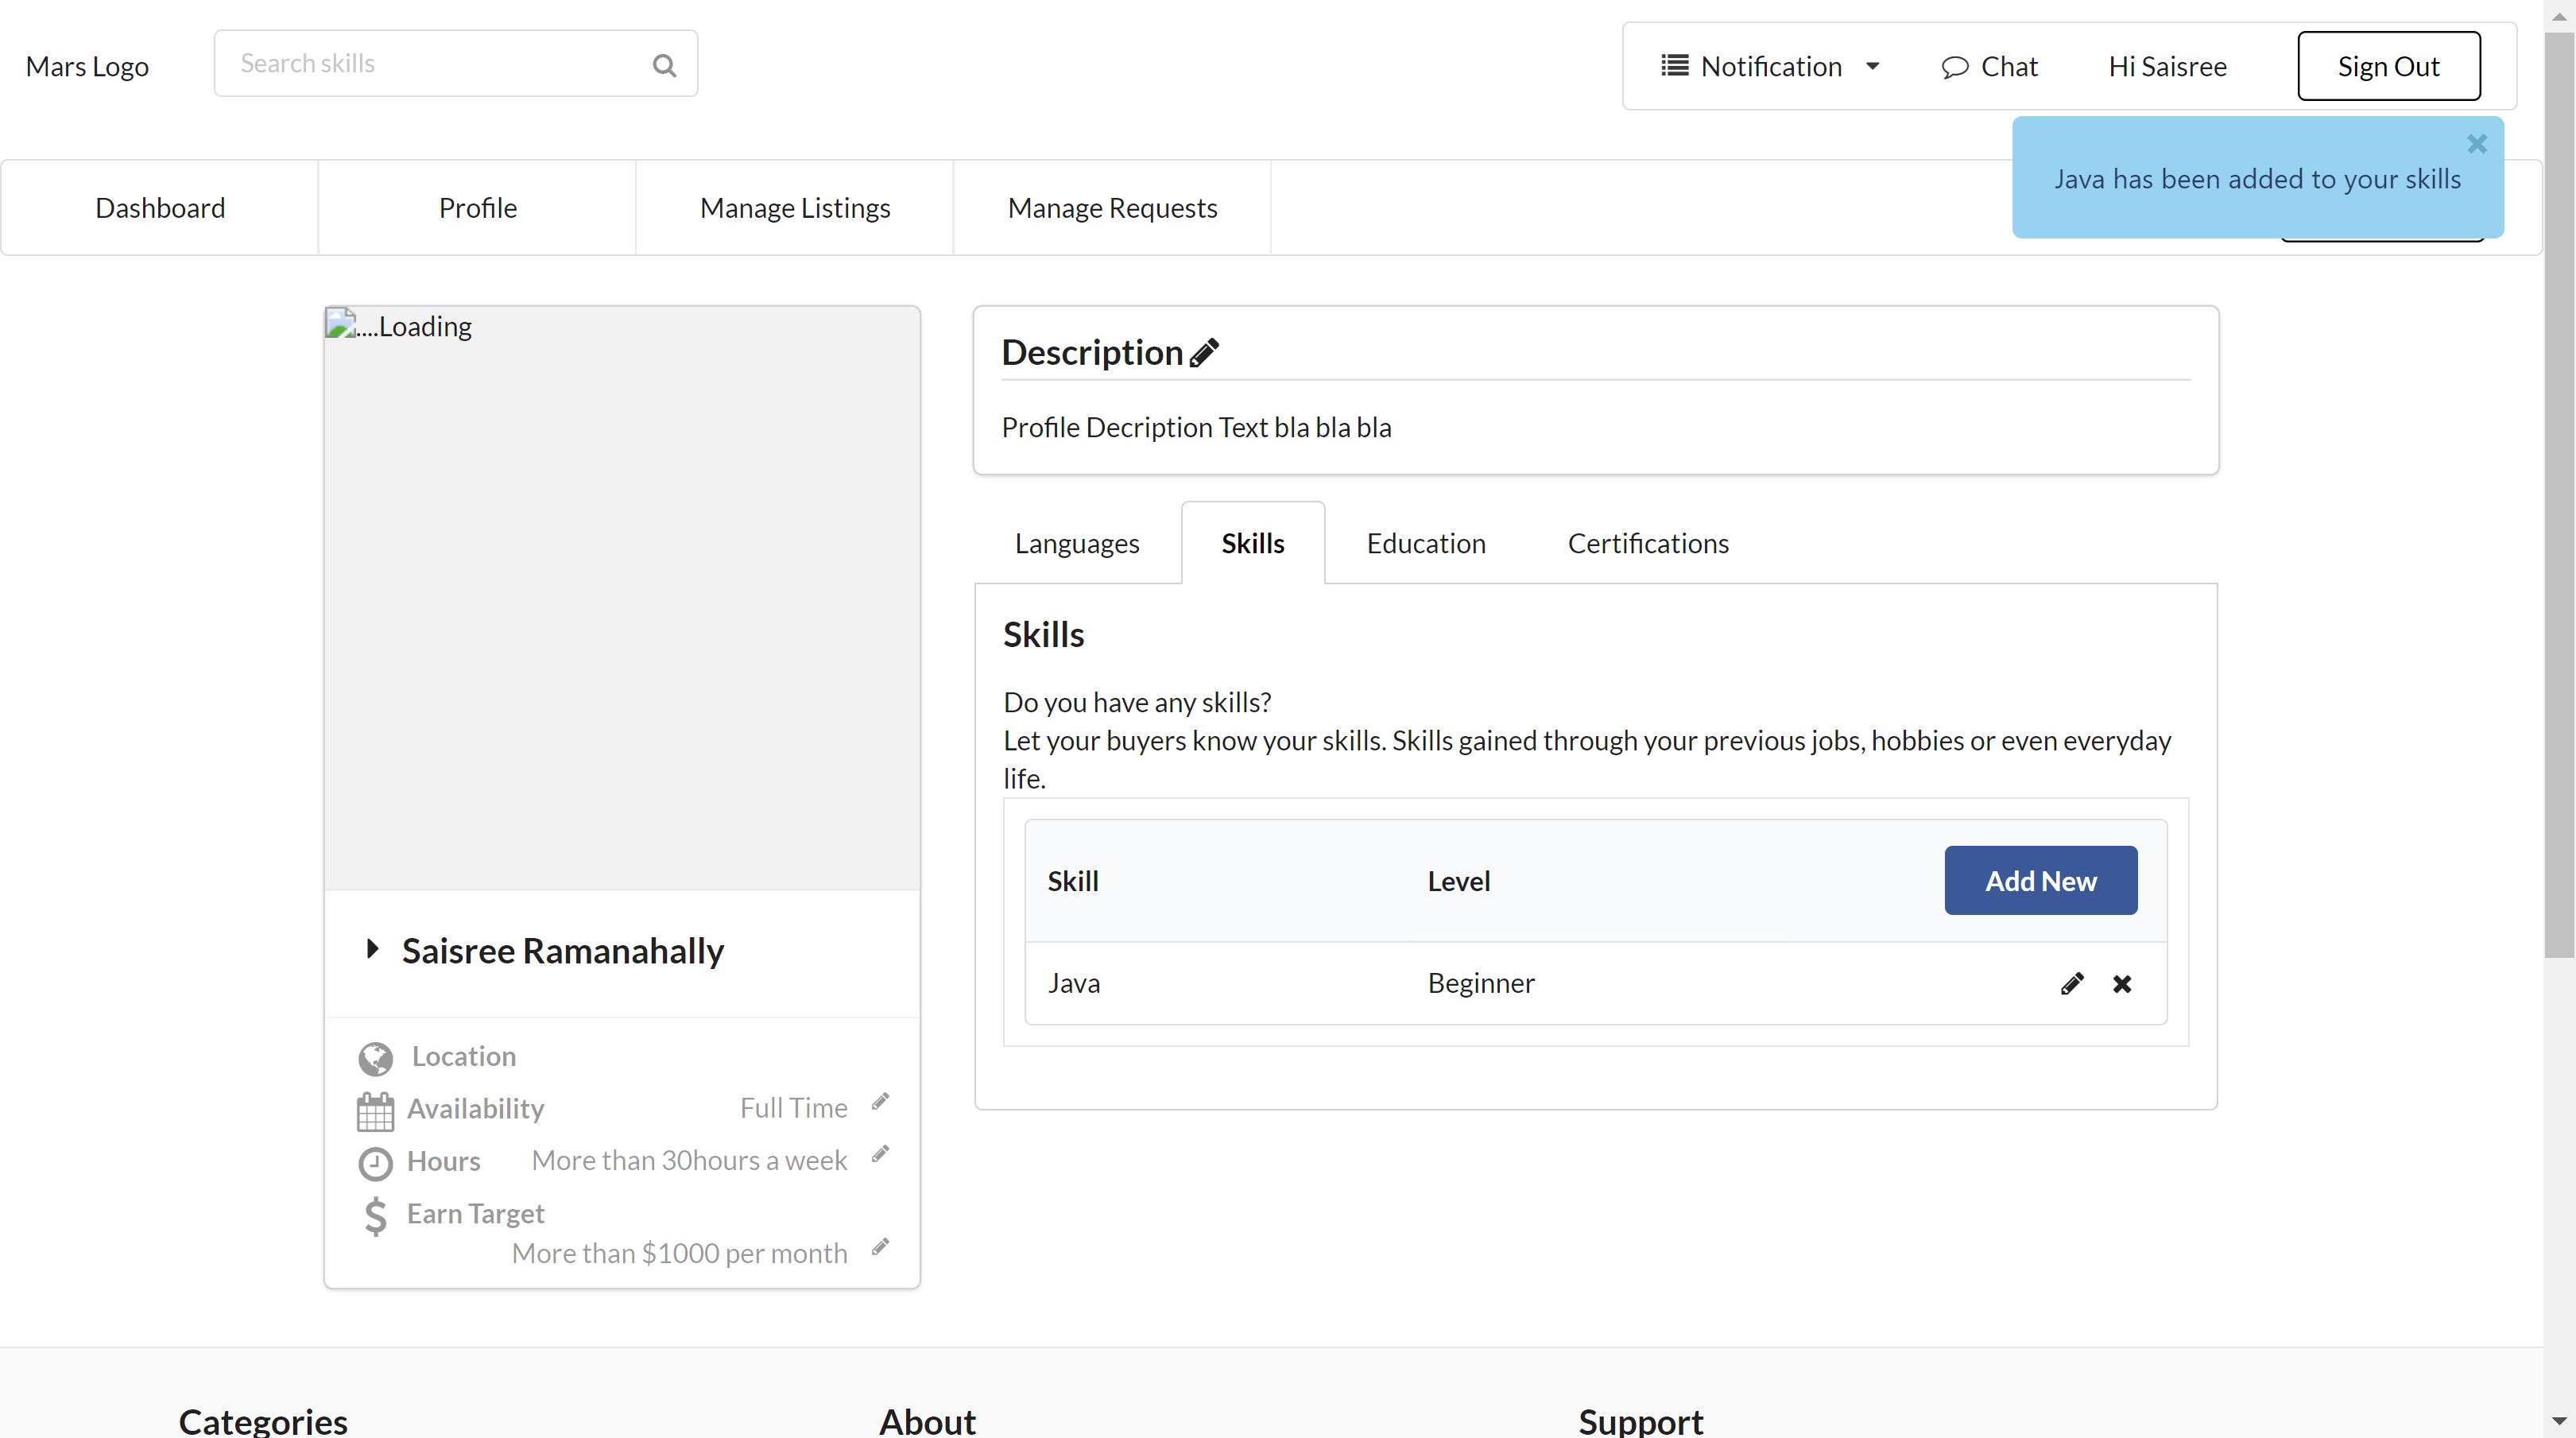 Mars Logo
Search skills
Notification
Chat
Hi Saisree
Sign Out
Java has been added to your skills
Dashboard
Profile
Manage Listings
Manage Requests
....Loading
Saisree Ramanahally
Location
Availability
Full Time
Hours
More than 30hours a week
Earn Target
More than $1000 per month
Description
Profile Decription Text bla bla bla
Languages
Skills
Education
Certifications
Skills
Do you have any skills?
Let your buyers know your skills. Skills gained through your previous jobs, hobbies or even everyday
life.
Skill
Level
Add New
Java
Beginner
Categories
About
Support